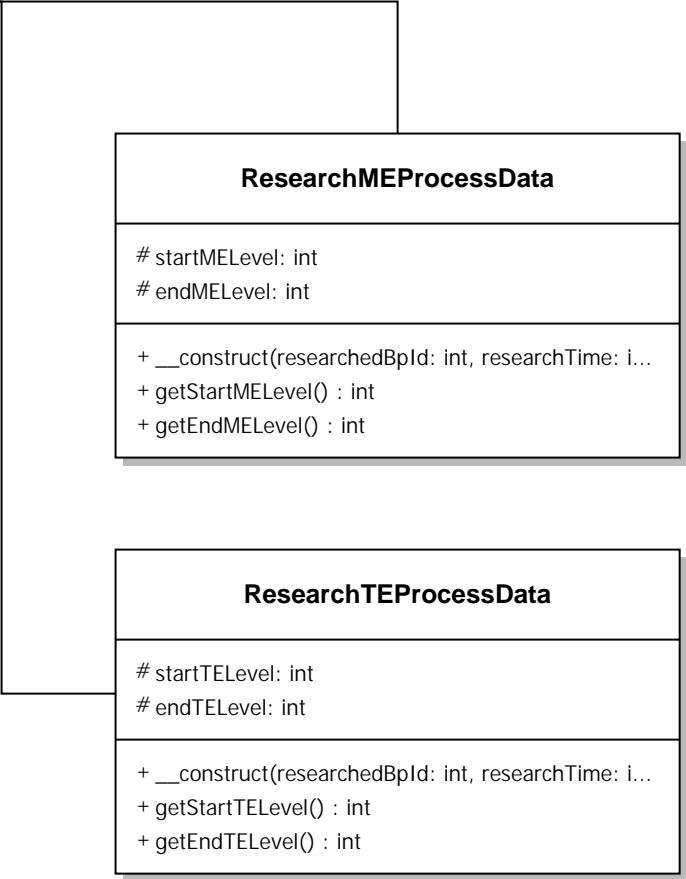 ResearchMEProcessData
# startMELevel: int
# endMELevel: int
+ __construct(researchedBpId: int, researchTime: i...
+ getStartMELevel() : int
+ getEndMELevel() : int
ResearchTEProcessData
# startTELevel: int
# endTELevel: int
+ __construct(researchedBpId: int, researchTime: i...
+ getStartTELevel() : int
+ getEndTELevel() : int